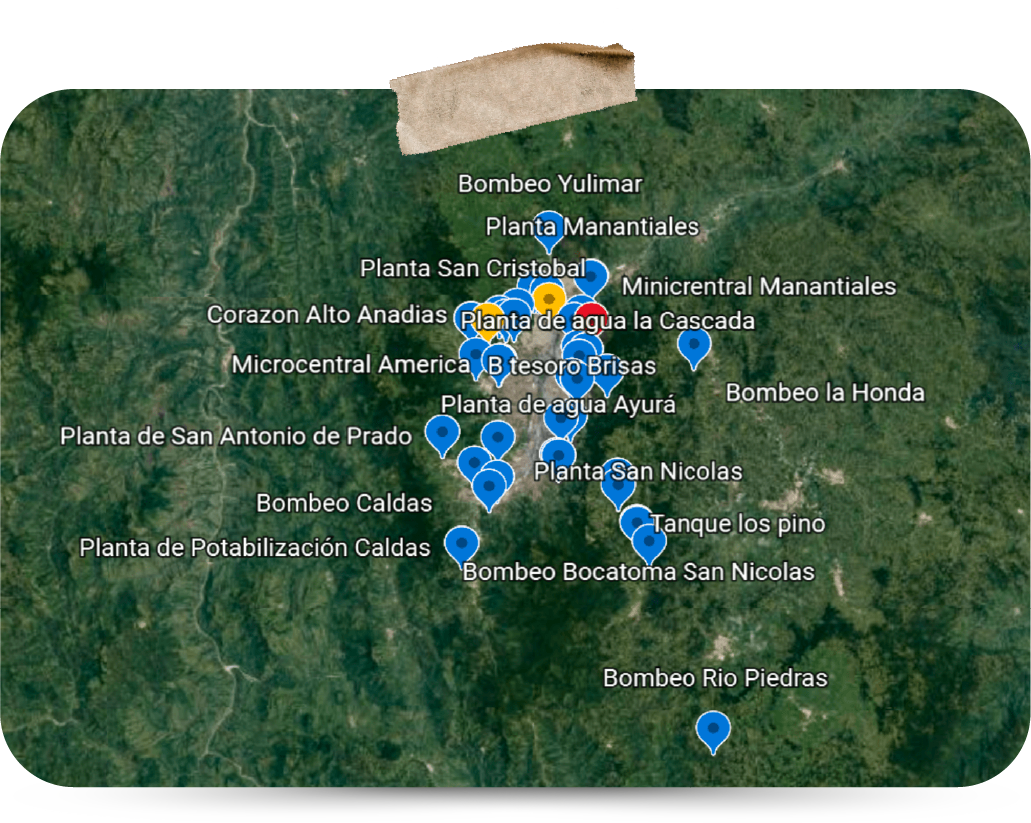 Bombeo Yulimar
Planta Manantiales
Planta San Cristobal
Minicrentral Manantiales
Corazon Alto Anadias
Planta de agua la Cascada
Microcentral America
B tesoro Brisas
Bombeo la Honda
Planta de agua Ayurá
Planta de San Antonio de Prado
Planta San Nicolas
Bombeo Caldas
Tanque los pino
Planta de Potabilización Caldas
Bombeo Bocatoma San Nicolas
Bombeo Rio Piedras